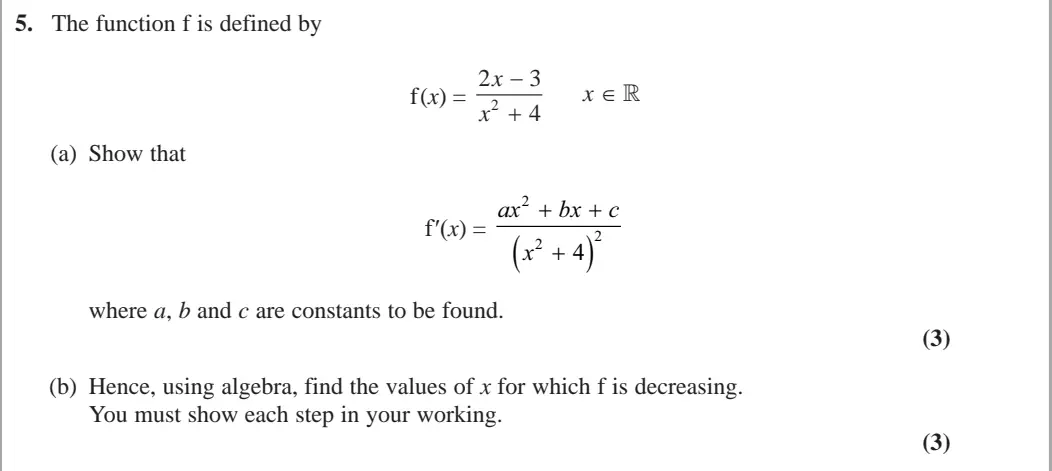 5. The function f is defined by
f(x) = (2x − 3)/(x² + 4)    x ∈ ℝ
(a) Show that
f′(x) = (ax² + bx + c)/(x² + 4)²
where a, b and c are constants to be found.
(3)
(b) Hence, using algebra, find the values of x for which f is decreasing.
You must show each step in your working.
(3)